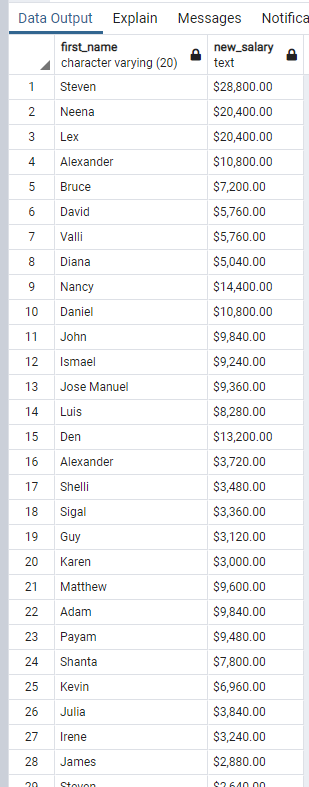 Data Output Explain Messages Notifica
first_name new_salary
character varying (20) text
1 Steven $28,800.00
2 Neena $20,400.00
3 Lex $20,400.00
4 Alexander $10,800.00
5 Bruce $7,200.00
6 David $5,760.00
7 Valli $5,760.00
8 Diana $5,040.00
9 Nancy $14,400.00
10 Daniel $10,800.00
11 John $9,840.00
12 Ismael $9,240.00
13 Jose Manuel $9,360.00
14 Luis $8,280.00
15 Den $13,200.00
16 Alexander $3,720.00
17 Shelli $3,480.00
18 Sigal $3,360.00
19 Guy $3,120.00
20 Karen $3,000.00
21 Matthew $9,600.00
22 Adam $9,840.00
23 Payam $9,480.00
24 Shanta $7,800.00
25 Kevin $6,960.00
26 Julia $3,840.00
27 Irene $3,240.00
28 James $2,880.00
29 Steven $2,640.00